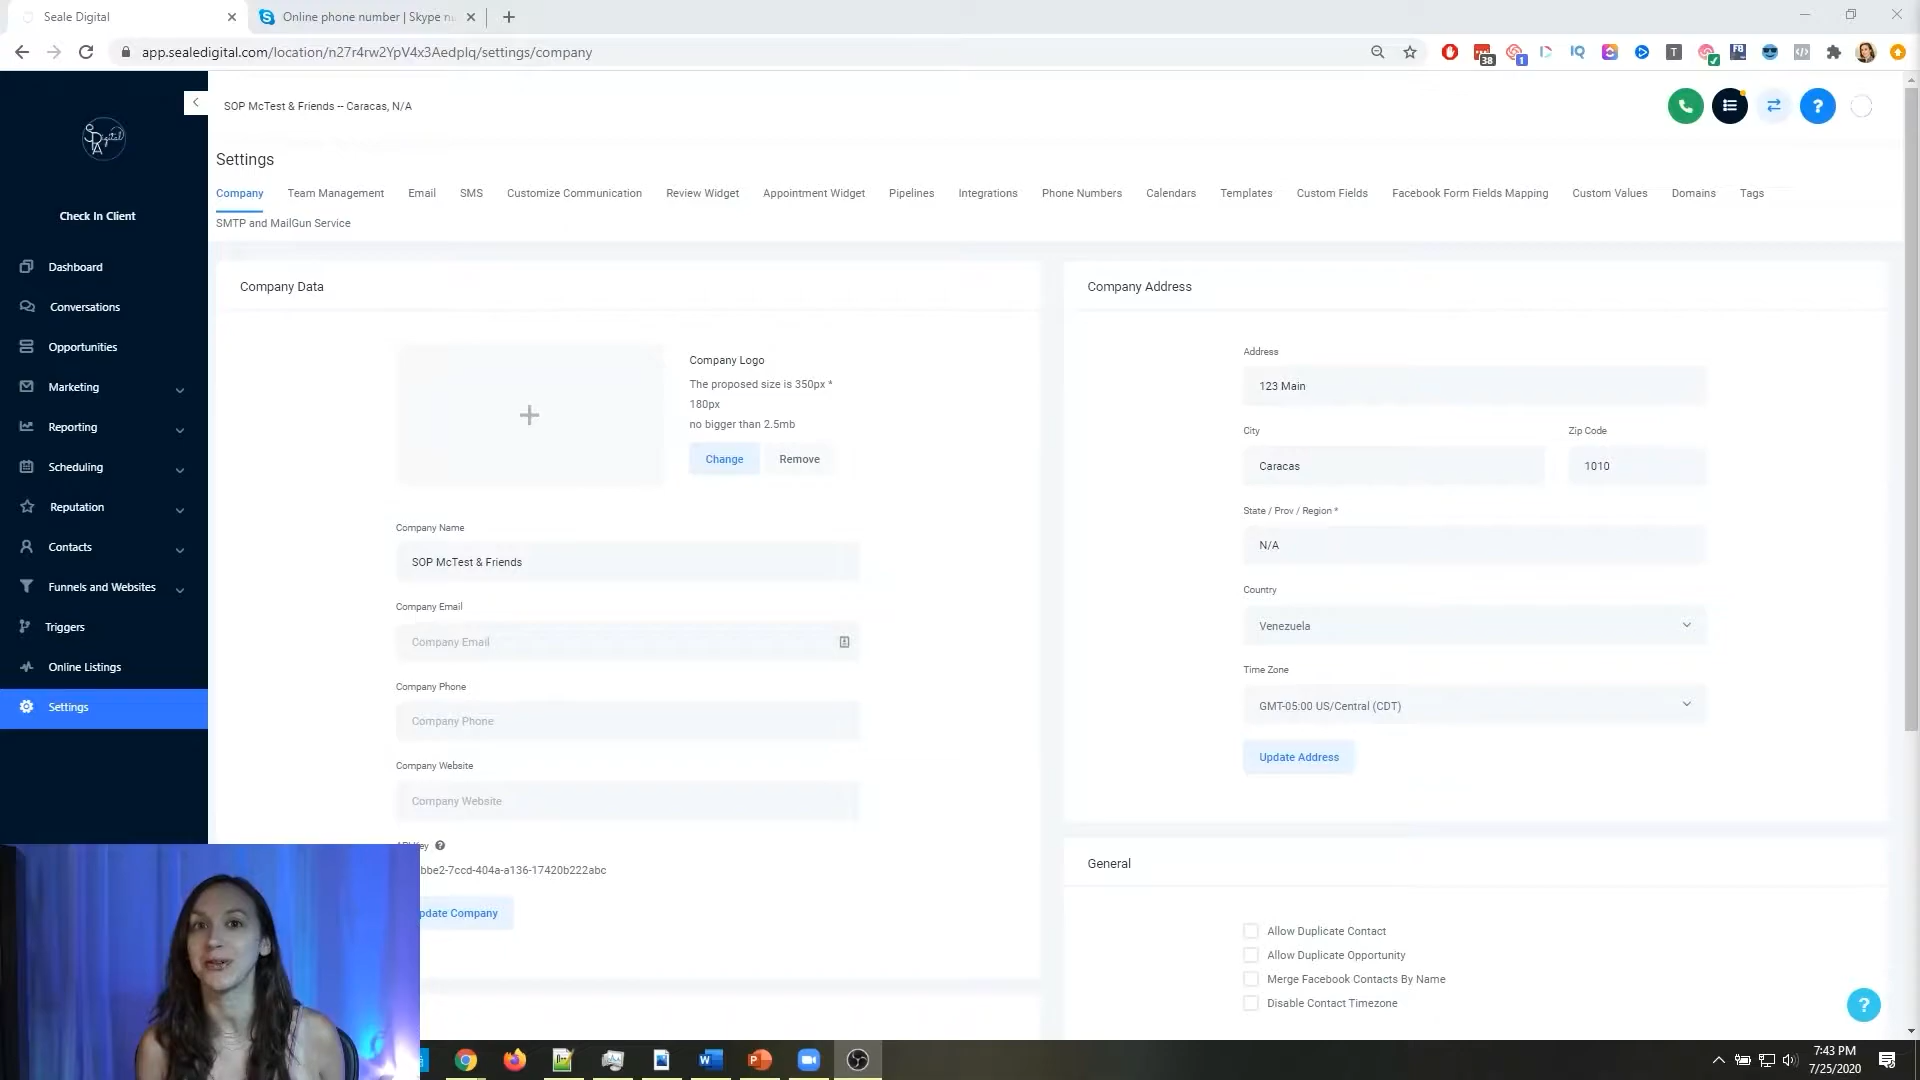 Seale Digital
Online phone number | Skype nu
app.sealedigital.com/location/n27r4rw2YpV4x3Aedplq/settings/company
38
1
IQ
T
FB
SOP McTest & Friends -- Caracas, N/A
Settings
Company Team Management Email SMS Customize Communication Review Widget Appointment Widget Pipelines Integrations Phone Numbers Calendars Templates Custom Fields Facebook Form Fields Mapping Custom Values Domains Tags
SMTP and MailGun Service
Check In Client
Dashboard
Conversations
Opportunities
Marketing
Reporting
Scheduling
Reputation
Contacts
Funnels and Websites
Triggers
Online Listings
Settings
Company Data
Company Logo
The proposed size is 350px *
180px
no bigger than 2.5mb
Change Remove
Company Name
SOP McTest & Friends
Company Email
Company Email
Company Phone
Company Phone
Company Website
Company Website
bbe2-7ccd-404a-a136-17420b222abc
pdate Company
Company Address
Address
123 Main
City Zip Code
Caracas 1010
State / Prov / Region *
N/A
Country
Venezuela
Time Zone
GMT-05:00 US/Central (CDT)
Update Address
General
Allow Duplicate Contact
Allow Duplicate Opportunity
Merge Facebook Contacts By Name
Disable Contact Timezone
7:43 PM
7/25/2020